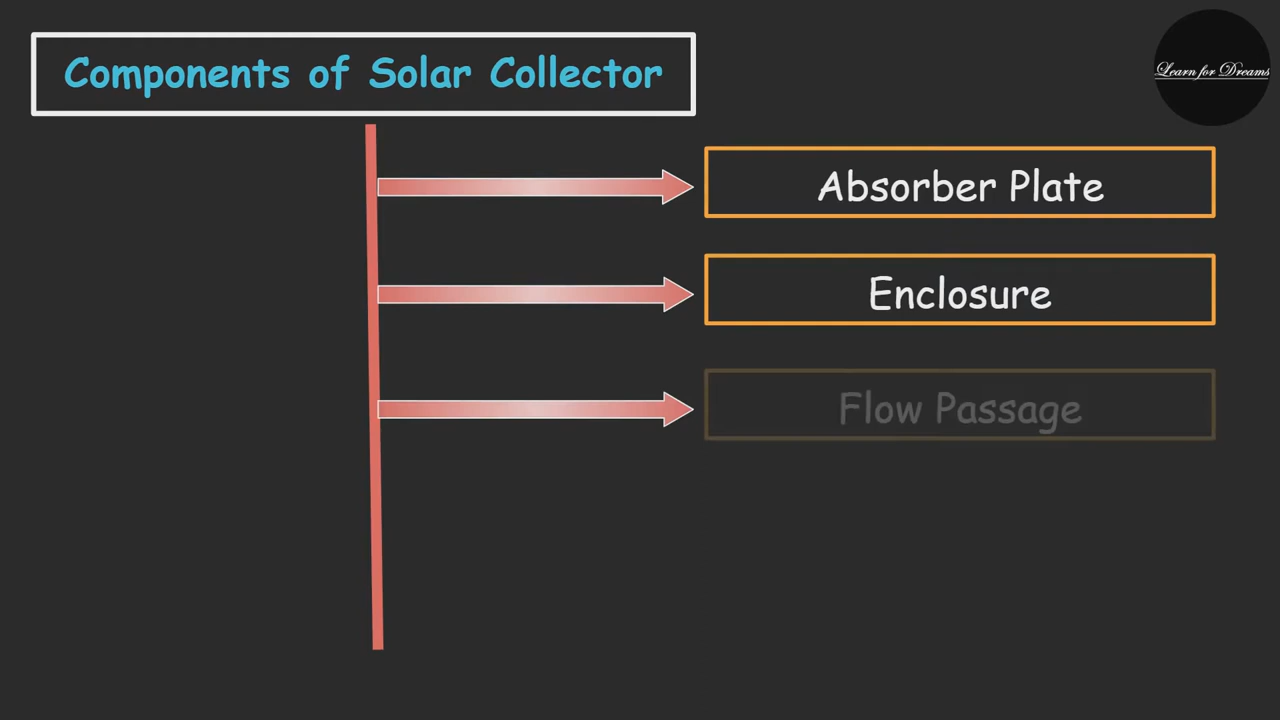 Components of Solar Collector
Learn for Dreams
Absorber Plate
Enclosure
Flow Passage